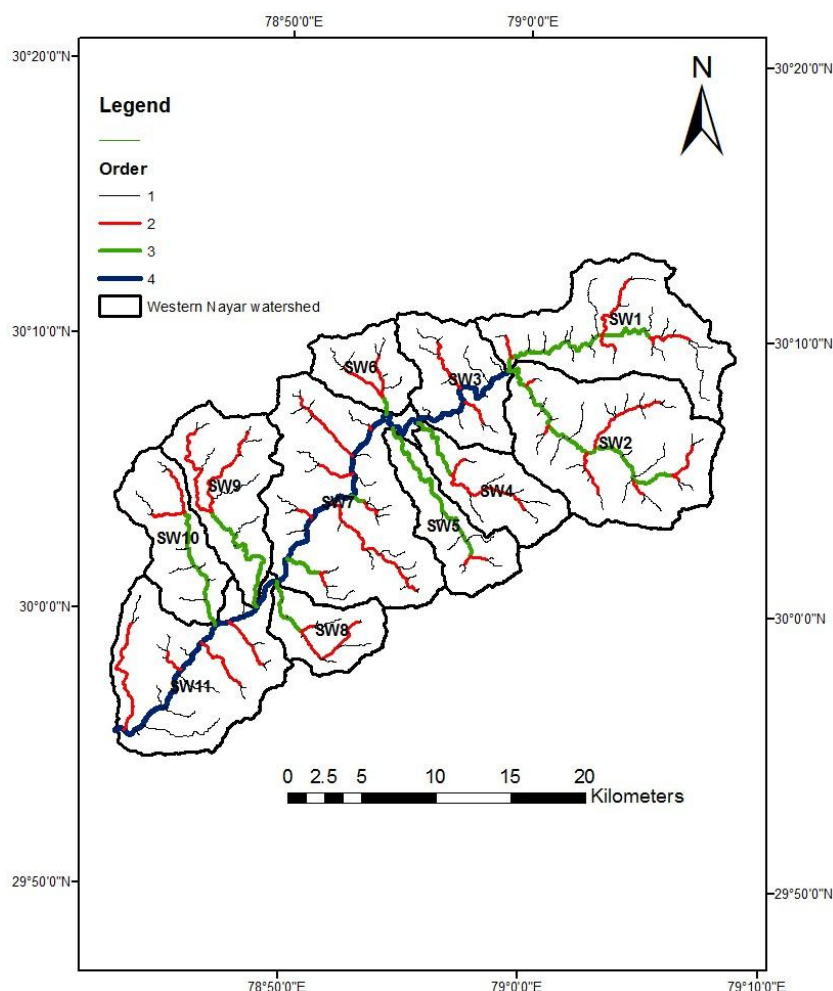 78°50'0"E 79°0'0"E
30°20'0"N 30°20'0"N
N
Legend
Order
1
2
3
4
Western Nayar watershed
30°10'0"N 30°10'0"N
SW1
SW6
SW3
SW2
SW9
SW4
SW7
SW5
SW10
30°0'0"N 30°0'0"N
SW8
SW11
0 2.5 5 10 15 20
Kilometers
29°50'0"N 29°50'0"N
78°50'0"E 79°0'0"E 79°10'0"E